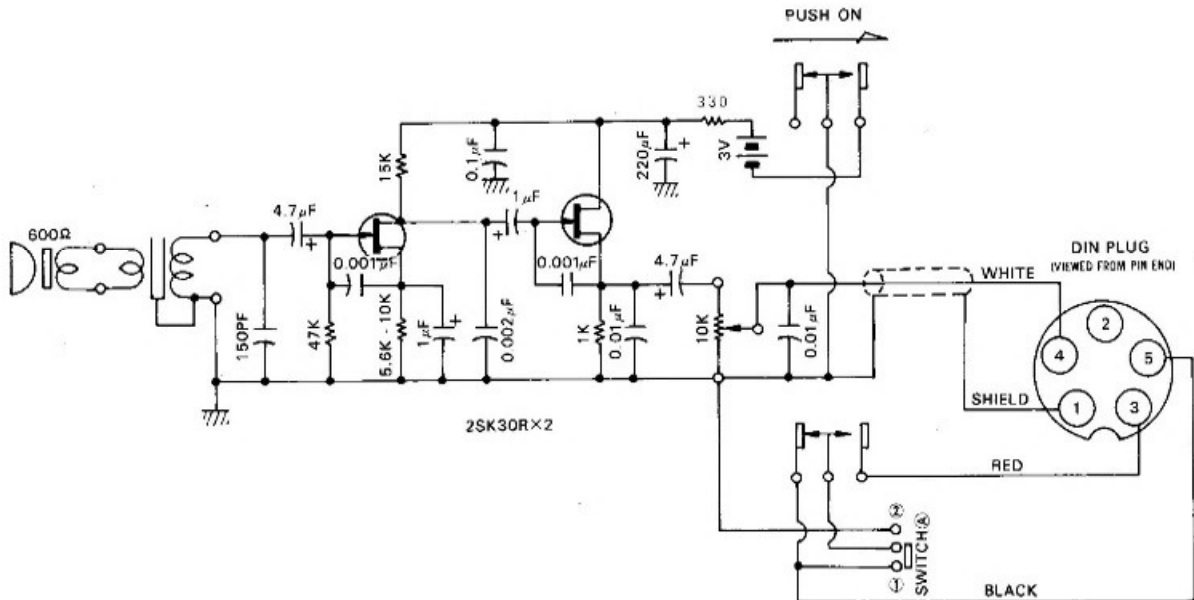 PUSH ON
330
3V
220μF
0.1μF
15K
1μF
4.7μF
600Ω
0.001μF
0.001μF
4.7μF
150PF
47K
5.6K - 10K
1μF
0.002μF
1K
0.01μF
10K
0.01μF
DIN PLUG
(VIEWED FROM PIN END)
WHITE
2
4
5
1
3
SHIELD
RED
2SK30R×2
②
SWITCHⒶ
①
BLACK